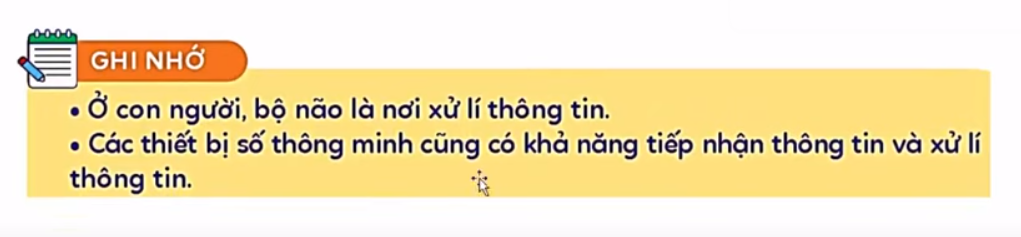 GHI NHỚ
• Ở con người, bộ não là nơi xử lí thông tin.
• Các thiết bị số thông minh cũng có khả năng tiếp nhận thông tin và xử lí
thông tin.